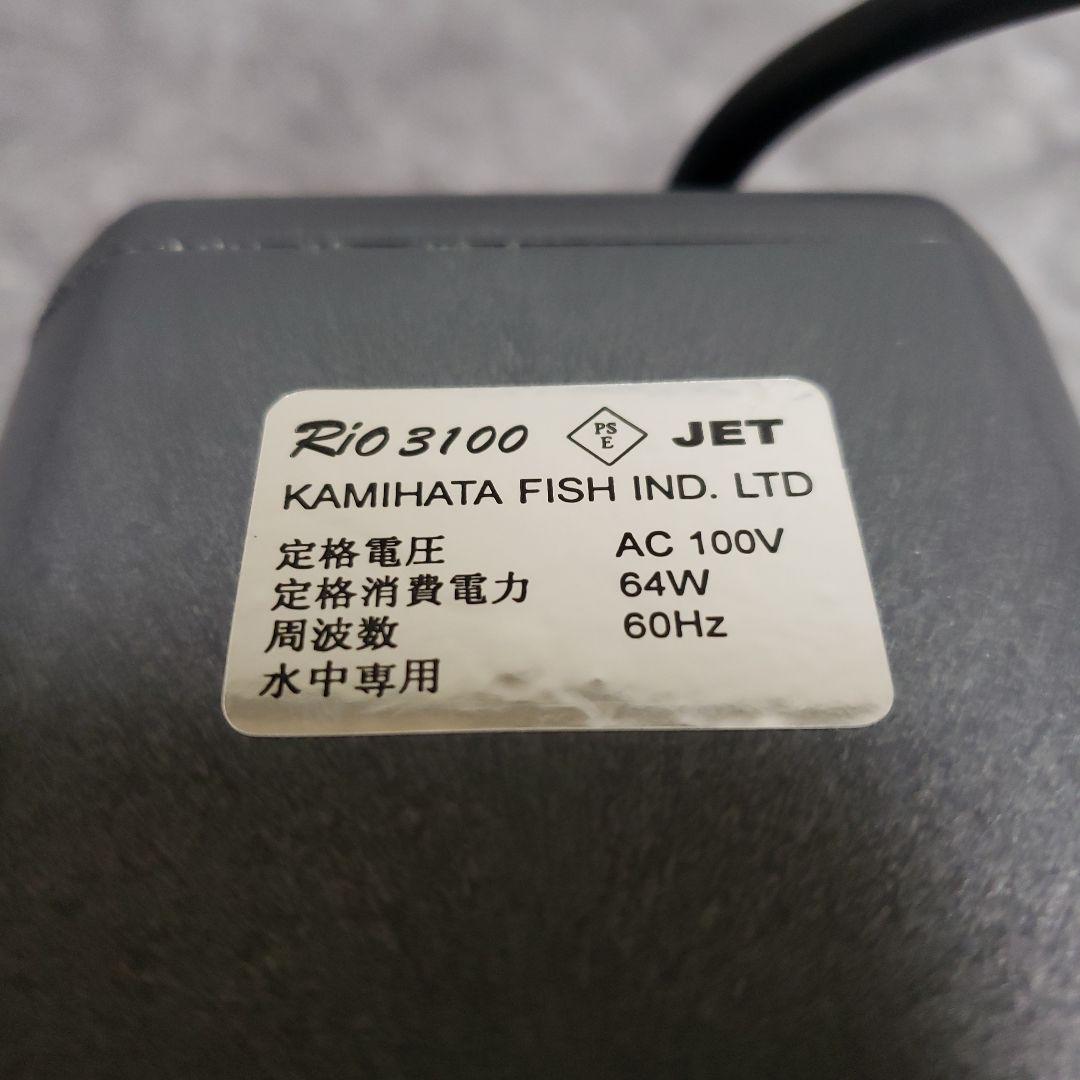 Rio 3100 PSE JET
KAMIHATA FISH IND. LTD
定格電圧 AC 100V
定格消費電力 64W
周波数 60Hz
水中専用